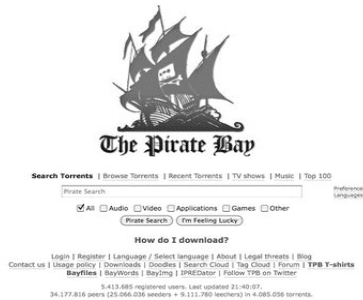 The Pirate Bay
Search Torrents | Browse Torrents | Recent Torrents | TV shows | Music | Top 100
Pirate Search
Preference
Languages
All Audio Video Applications Games Other
Pirate Search I'm Feeling Lucky
How do I download?
Login | Register | Language / Select language | About | Legal threats | Blog
Contact us | Usage policy | Downloads | Doodles | Search Cloud | Tag Cloud | Forum | TPB T-shirts
Bayfiles | BayWords | BayImg | IPREDator | Follow TPB on Twitter
5.413.685 registered users. Last updated 21:40:07.
34.177.816 peers (25.066.036 seeders + 9.111.780 leechers) in 4.085.056 torrents.